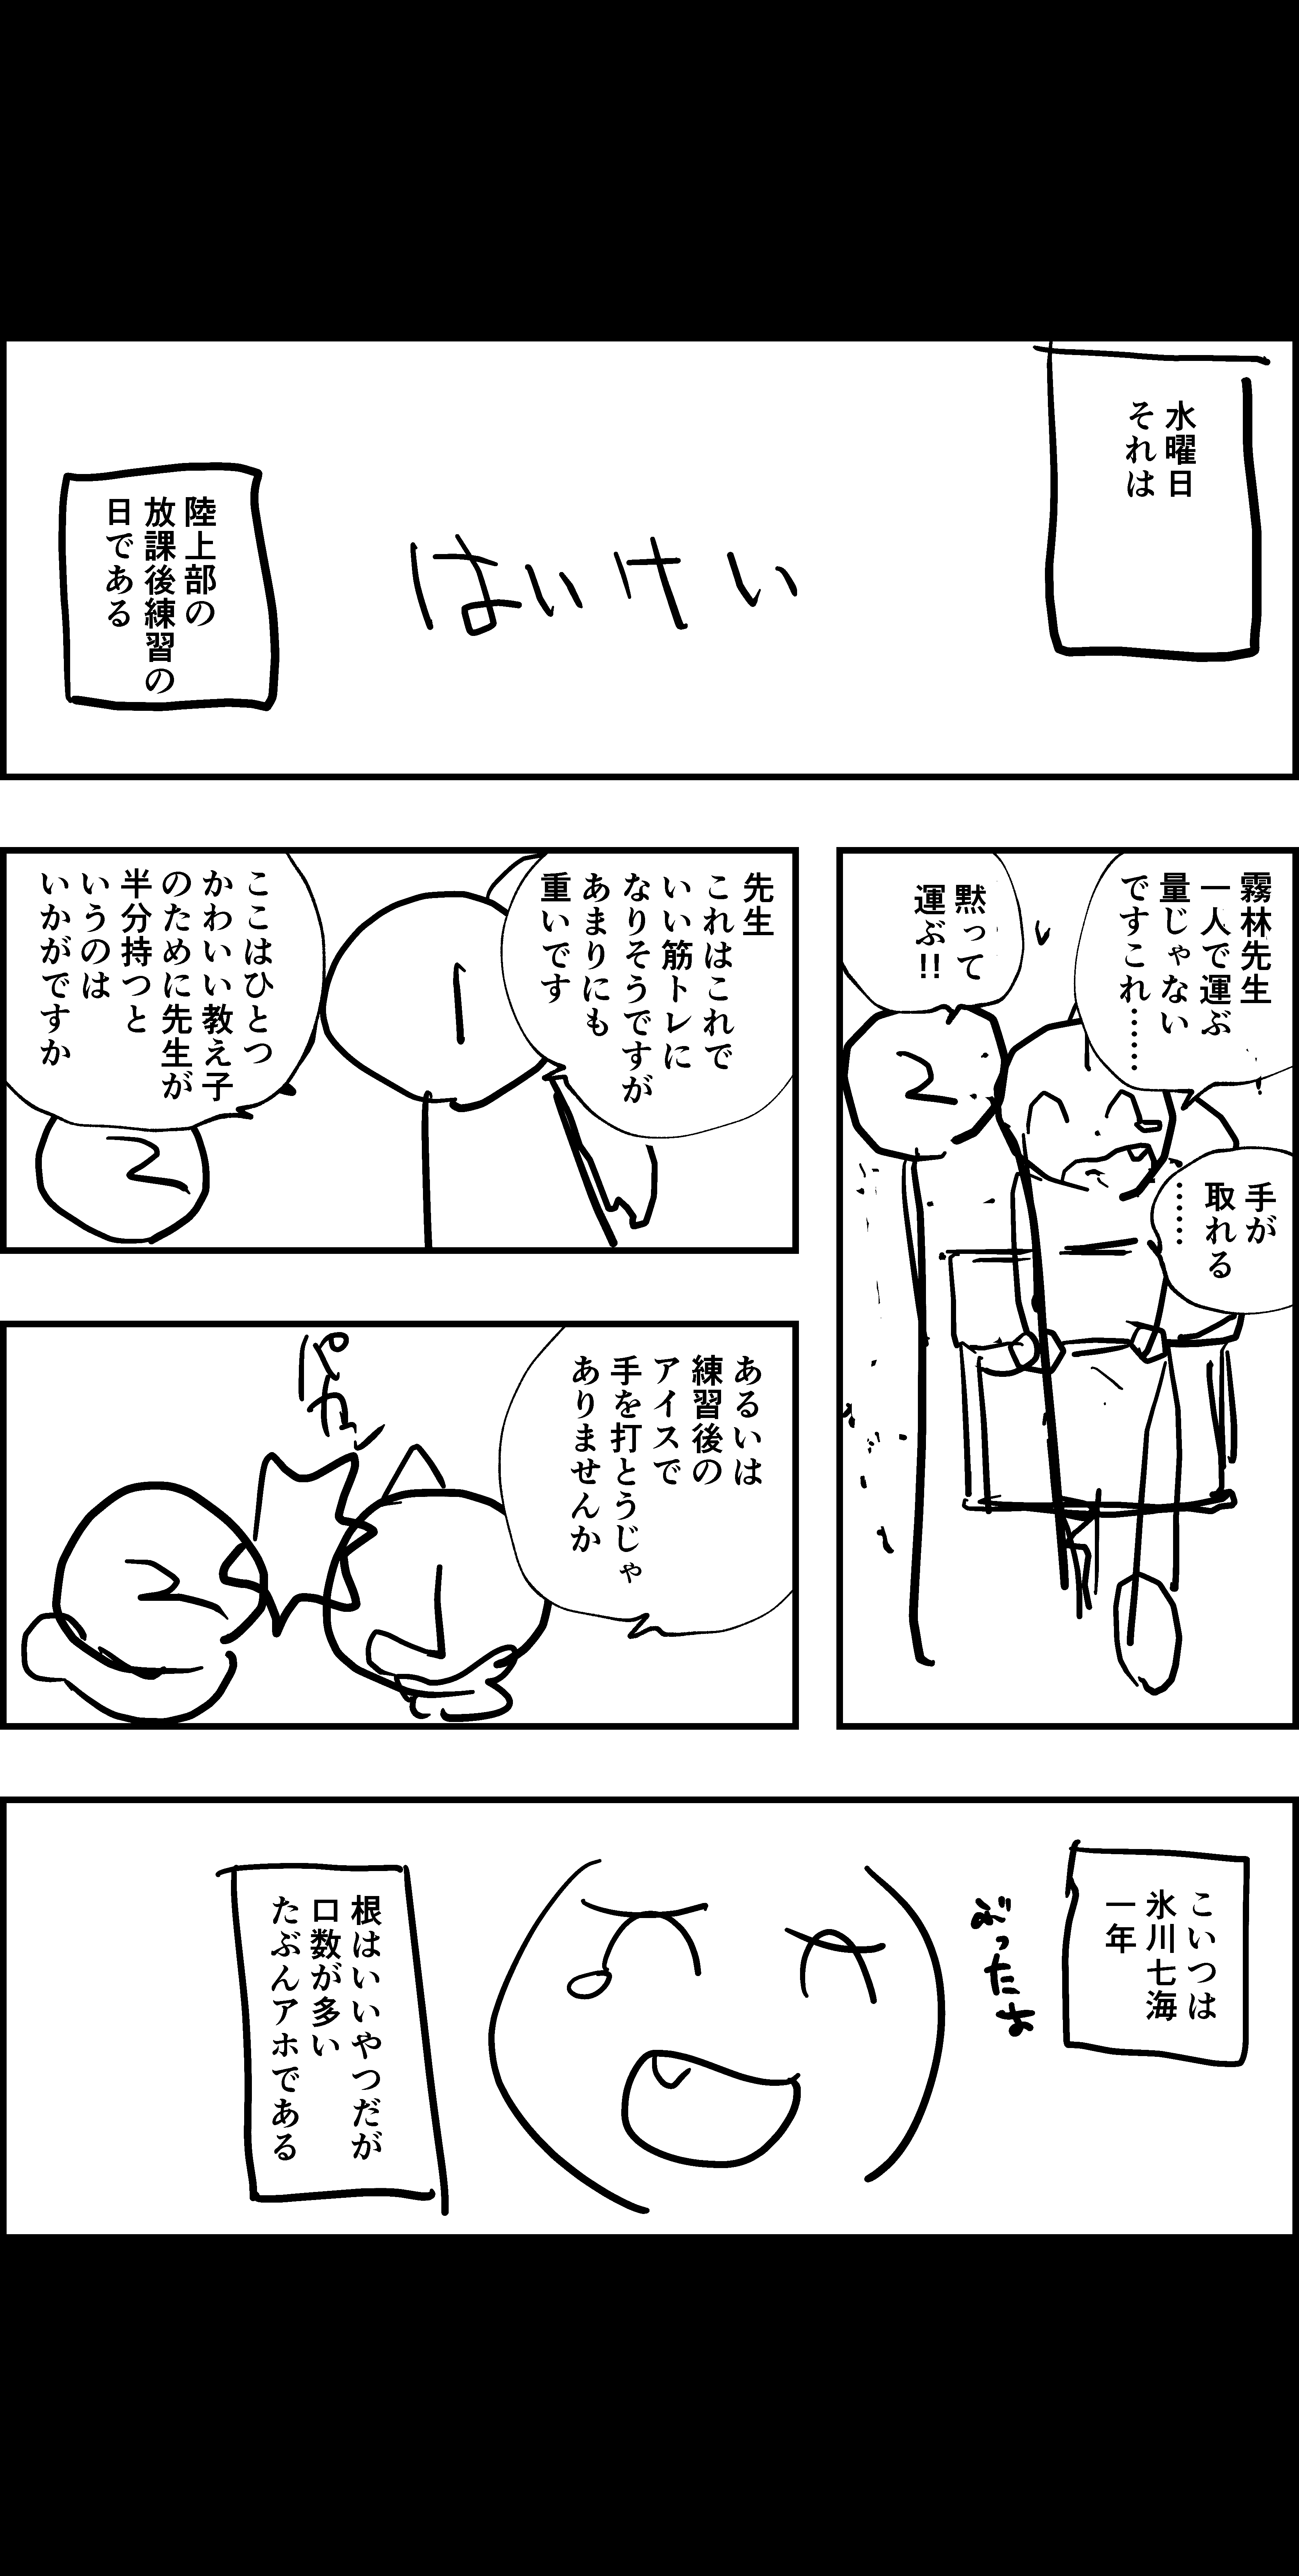 水曜日
それは
はいけい
陸上部の
放課後練習の
日である
霧林先生
一人で運ぶ
量じゃない
ですこれ……
手が
取れる
……
黙って
運ぶ!!
先生
これはこれで
いい筋トレに
なりそうですが
あまりにも
重いです
1
ここはひとつ
かわいい教え子
のために先生が
半分持つと
いうのは
いかがですか
2
2
あるいは
練習後の
アイスで
手を打とうじゃ
ありませんか
パカッ
1
2
こいつは
氷川七海
一年
ぶったな
根はいいやつだが
口数が多い
たぶんアホである